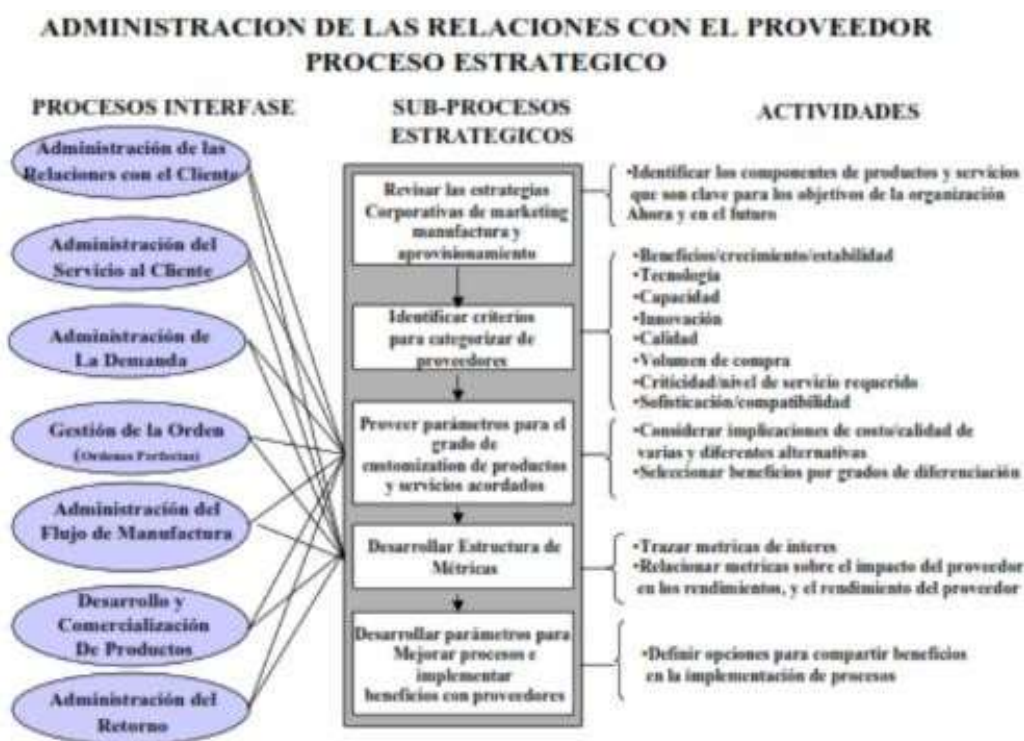 ADMINISTRACION DE LAS RELACIONES CON EL PROVEEDOR
PROCESO ESTRATEGICO
PROCESOS INTERFASE
Administración de las
Relaciones con el Cliente
Administración del
Servicio al Cliente
Administración de
La Demanda
Gestión de la Orden
(Ordenes Perfectas)
Administración del
Flujo de Manufactura
Desarrollo y
Comercialización
De Productos
Administración del
Retorno
SUB-PROCESOS
ESTRATEGICOS
Revisar las estrategias
Corporativas de marketing
manufactura y
aprovisionamiento
Identificar criterios
para categorizar de
proveedores
Proveer parámetros para el
grado de
customization de productos
y servicios acordados
Desarrollar Estructura de
Métricas
Desarrollar parámetros para
Mejorar procesos e
implementar
beneficios con proveedores
ACTIVIDADES
•Identificar los componentes de productos y servicios
que son clave para los objetivos de la organización
Ahora y en el futuro
•Beneficios/crecimiento/estabilidad
•Tecnología
•Capacidad
•Innovación
•Calidad
•Volumen de compra
•Criticidad/nivel de servicio requerido
•Sofisticación/compatibilidad
•Considerar implicaciones de costo/calidad de
varias y diferentes alternativas
•Seleccionar beneficios por grados de diferenciación
•Trazar metricas de interes
•Relacionar metricas sobre el impacto del proveedor
en los rendimientos, y el rendimiento del proveedor
•Definir opciones para compartir beneficios
en la implementación de procesos